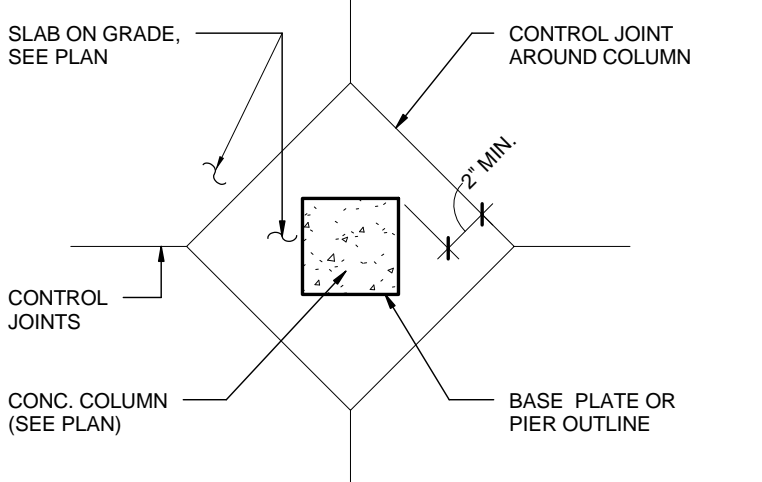 SLAB ON GRADE,
SEE PLAN
CONTROL JOINT
AROUND COLUMN
2" MIN.
CONTROL
JOINTS
CONC. COLUMN
(SEE PLAN)
BASE PLATE OR
PIER OUTLINE